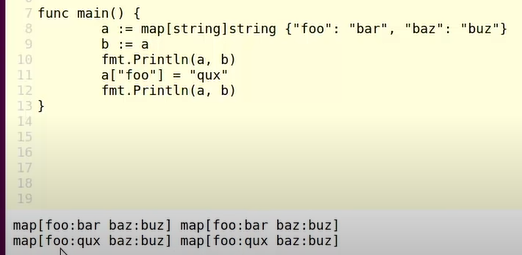 7 func main() {
8 a := map[string]string {"foo": "bar", "baz": "buz"}
9 b := a
10 fmt.Println(a, b)
11 a["foo"] = "qux"
12 fmt.Println(a, b)
13 }
14
15
16
17
18
19
map[foo:bar baz:buz] map[foo:bar baz:buz]
map[foo:qux baz:buz] map[foo:qux baz:buz]